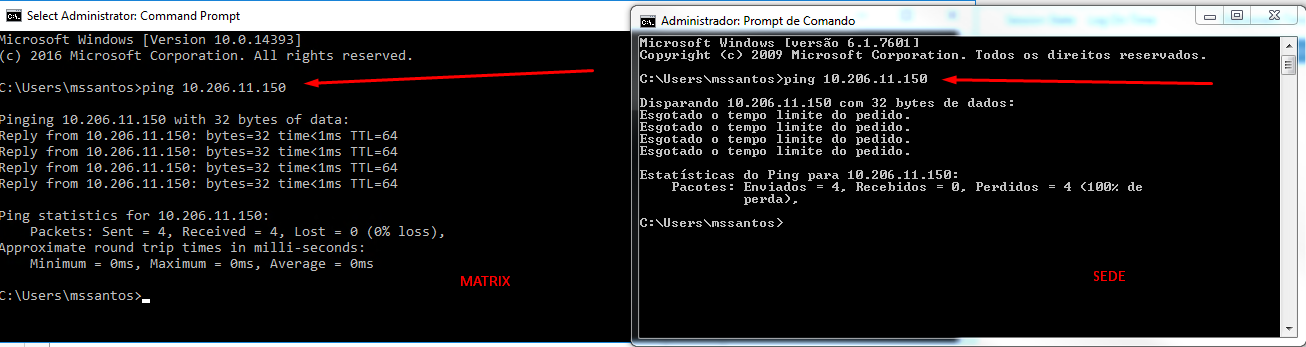 Select Administrator: Command Prompt
Microsoft Windows [Version 10.0.14393]
(c) 2016 Microsoft Corporation. All rights reserved.
C:\Users\mssantos>ping 10.206.11.150
Pinging 10.206.11.150 with 32 bytes of data:
Reply from 10.206.11.150: bytes=32 time<1ms TTL=64
Reply from 10.206.11.150: bytes=32 time<1ms TTL=64
Reply from 10.206.11.150: bytes=32 time<1ms TTL=64
Reply from 10.206.11.150: bytes=32 time<1ms TTL=64
Ping statistics for 10.206.11.150:
Packets: Sent = 4, Received = 4, Lost = 0 (0% loss),
Approximate round trip times in milli-seconds:
Minimum = 0ms, Maximum = 0ms, Average = 0ms
MATRIX
C:\Users\mssantos>
Administrador: Prompt de Comando
Microsoft Windows [versão 6.1.7601]
Copyright (c) 2009 Microsoft Corporation. Todos os direitos reservados.
C:\Users\mssantos>ping 10.206.11.150
Disparando 10.206.11.150 com 32 bytes de dados:
Esgotado o tempo limite do pedido.
Esgotado o tempo limite do pedido.
Esgotado o tempo limite do pedido.
Esgotado o tempo limite do pedido.
Estatísticas do Ping para 10.206.11.150:
Pacotes: Enviados = 4, Recebidos = 0, Perdidos = 4 (100% de
perda),
C:\Users\mssantos>
SEDE